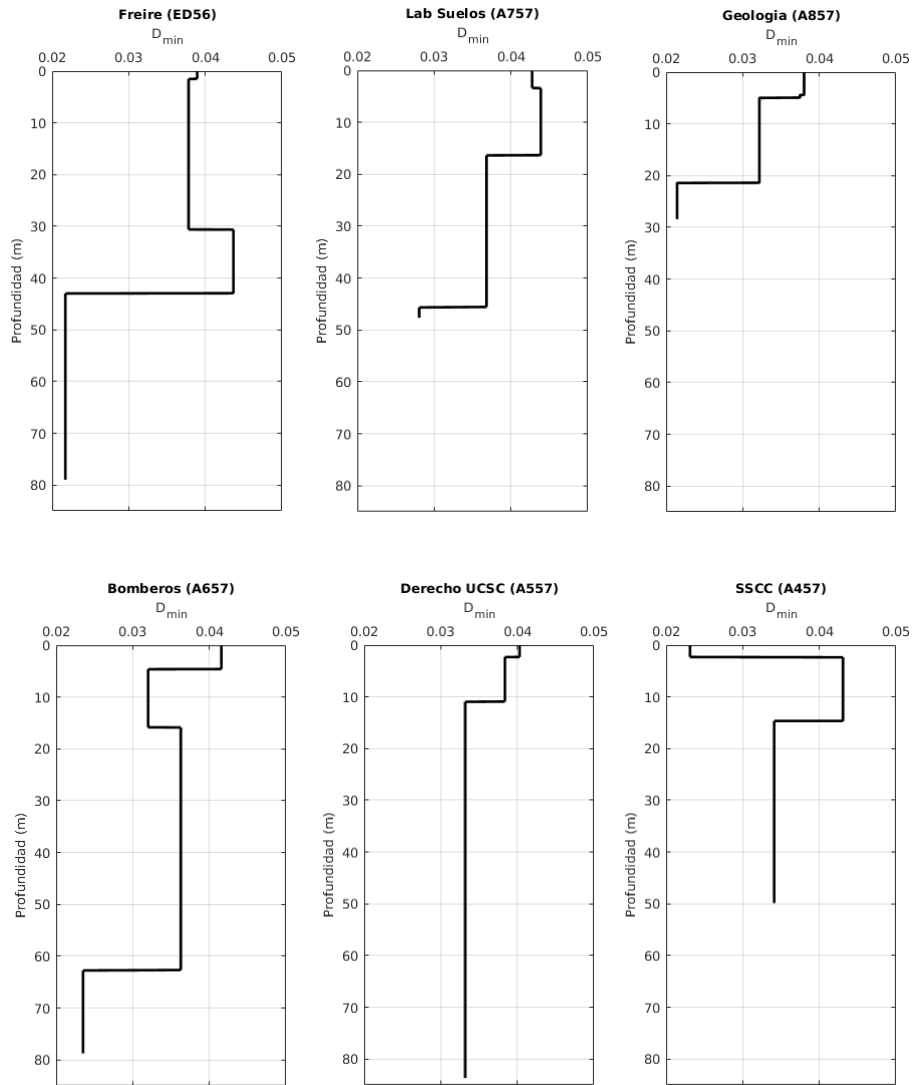 Freire (ED56)
D_min
0.02 0.03 0.04 0.05
0
10
20
30
40
50
60
70
80
Profundidad (m)
Lab Suelos (A757)
D_min
0.02 0.03 0.04 0.05
0
10
20
30
40
50
60
70
80
Profundidad (m)
Geologia (A857)
D_min
0.02 0.03 0.04 0.05
0
10
20
30
40
50
60
70
80
Profundidad (m)
Bomberos (A657)
D_min
0.02 0.03 0.04 0.05
0
10
20
30
40
50
60
70
80
Profundidad (m)
Derecho UCSC (A557)
D_min
0.02 0.03 0.04 0.05
0
10
20
30
40
50
60
70
80
Profundidad (m)
SSCC (A457)
D_min
0.02 0.03 0.04 0.05
0
10
20
30
40
50
60
70
80
Profundidad (m)